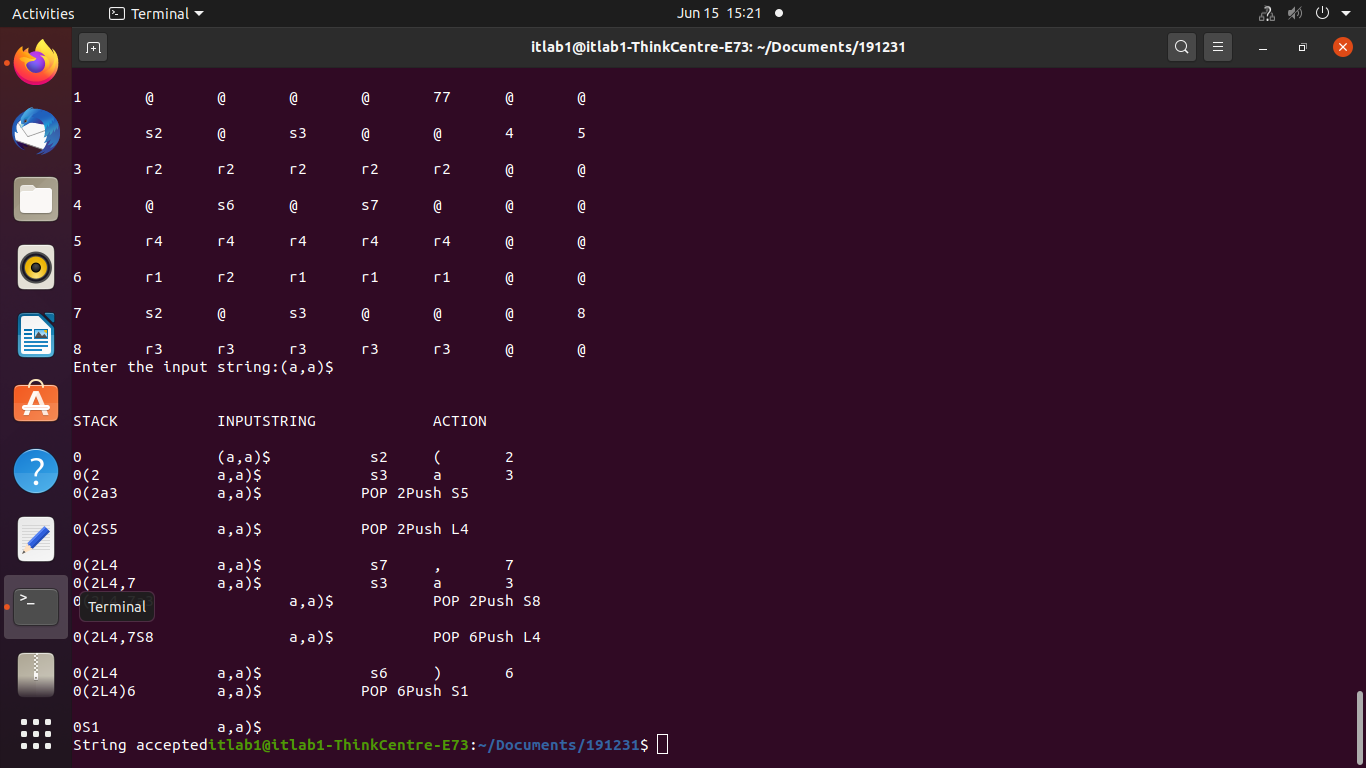 Activities Terminal Jun 15 15:21
itlab1@itlab1-ThinkCentre-E73: ~/Documents/191231
1 @ @ @ @ 77 @ @
2 s2 @ s3 @ @ 4 5
3 r2 r2 r2 r2 r2 @ @
4 @ s6 @ s7 @ @ @
5 r4 r4 r4 r4 r4 @ @
6 r1 r2 r1 r1 r1 @ @
7 s2 @ s3 @ @ @ 8
8 r3 r3 r3 r3 r3 @ @
Enter the input string:(a,a)$
STACK INPUTSTRING ACTION
0 (a,a)$ s2 ( 2
0(2 a,a)$ s3 a 3
0(2a3 a,a)$ POP 2Push S5
0(2S5 a,a)$ POP 2Push L4
0(2L4 a,a)$ s7 , 7
0(2L4,7 a,a)$ s3 a 3
0 a,a)$ POP 2Push S8
Terminal
0(2L4,7S8 a,a)$ POP 6Push L4
0(2L4 a,a)$ s6 ) 6
0(2L4)6 a,a)$ POP 6Push S1
0S1 a,a)$
String accepteditlab1@itlab1-ThinkCentre-E73:~/Documents/191231$